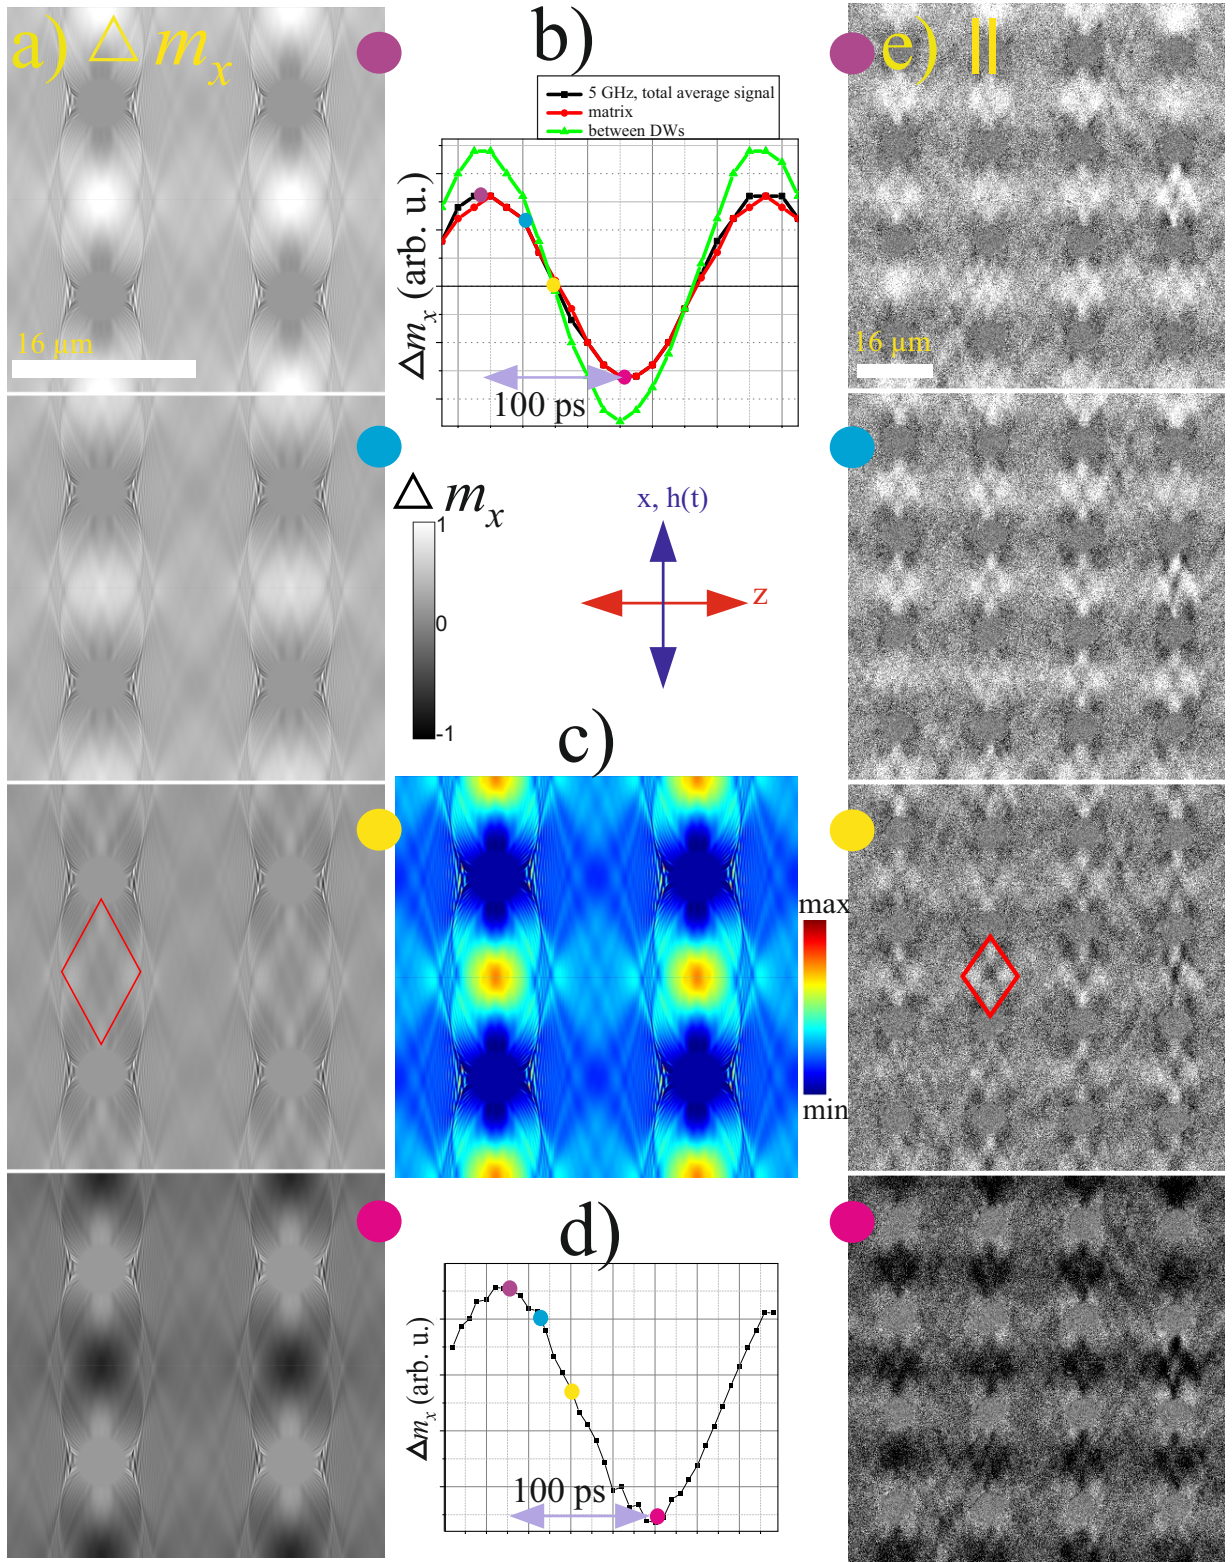 a) △ m_x
16 µm
b)
5 GHz, total average signal
matrix
between DWs
Δm_x (arb. u.)
100 ps
△ m_x
1
0
-1
x, h(t)
z
c)
max
min
d)
Δm_x (arb. u.)
100 ps
e) ||
16 µm